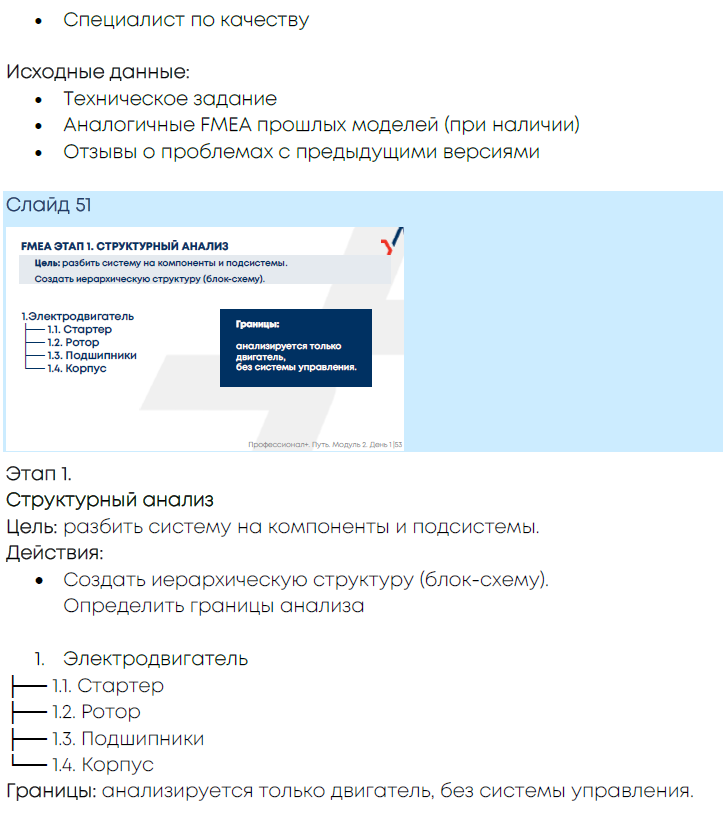 • Специалист по качеству
Исходные данные:
• Техническое задание
• Аналогичные FMEA прошлых моделей (при наличии)
• Отзывы о проблемах с предыдущими версиями
Слайд 51
FMEA ЭТАП 1. СТРУКТУРНЫЙ АНАЛИЗ
Цель: разбить систему на компоненты и подсистемы.
Создать иерархическую структуру (блок-схему).
1.Электродвигатель
├── 1.1. Стартер
├── 1.2. Ротор
├── 1.3. Подшипники
└── 1.4. Корпус
Границы:
анализируется только
двигатель,
без системы управления.
Профессионал+. Путь. Модуль 2. День 1|53
Этап 1.
Структурный анализ
Цель: разбить систему на компоненты и подсистемы.
Действия:
• Создать иерархическую структуру (блок-схему).
Определить границы анализа
1. Электродвигатель
├── 1.1. Стартер
├── 1.2. Ротор
├── 1.3. Подшипники
└── 1.4. Корпус
Границы: анализируется только двигатель, без системы управления.